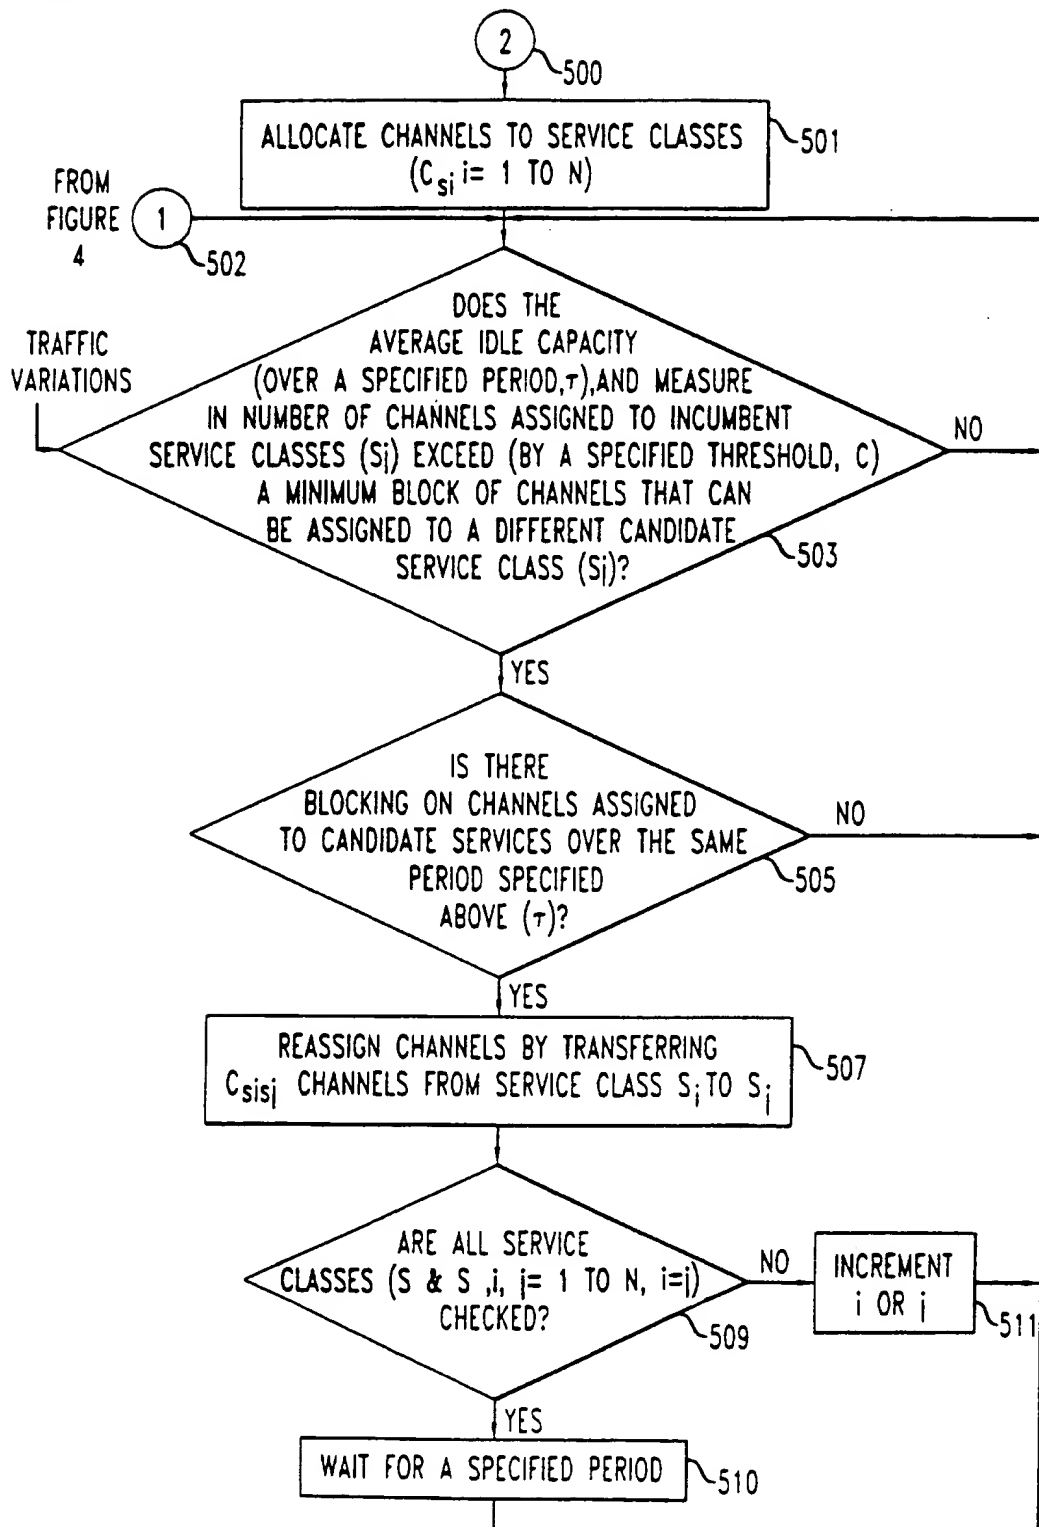 2
500
ALLOCATE CHANNELS TO SERVICE CLASSES
(Csi i= 1 TO N)
501
FROM
FIGURE
4
1
502
TRAFFIC
VARIATIONS
DOES THE
AVERAGE IDLE CAPACITY
(OVER A SPECIFIED PERIOD,τ),AND MEASURE
IN NUMBER OF CHANNELS ASSIGNED TO INCUMBENT
SERVICE CLASSES (Si) EXCEED (BY A SPECIFIED THRESHOLD, C)
A MINIMUM BLOCK OF CHANNELS THAT CAN
BE ASSIGNED TO A DIFFERENT CANDIDATE
SERVICE CLASS (Sj)?
NO
503
YES
IS THERE
BLOCKING ON CHANNELS ASSIGNED
TO CANDIDATE SERVICES OVER THE SAME
PERIOD SPECIFIED
ABOVE (τ)?
NO
505
YES
REASSIGN CHANNELS BY TRANSFERRING
Csisj CHANNELS FROM SERVICE CLASS Si TO Sj
507
ARE ALL SERVICE
CLASSES (S & S ,i, j= 1 TO N, i=j)
CHECKED?
NO
509
INCREMENT
i OR j
511
YES
WAIT FOR A SPECIFIED PERIOD
510